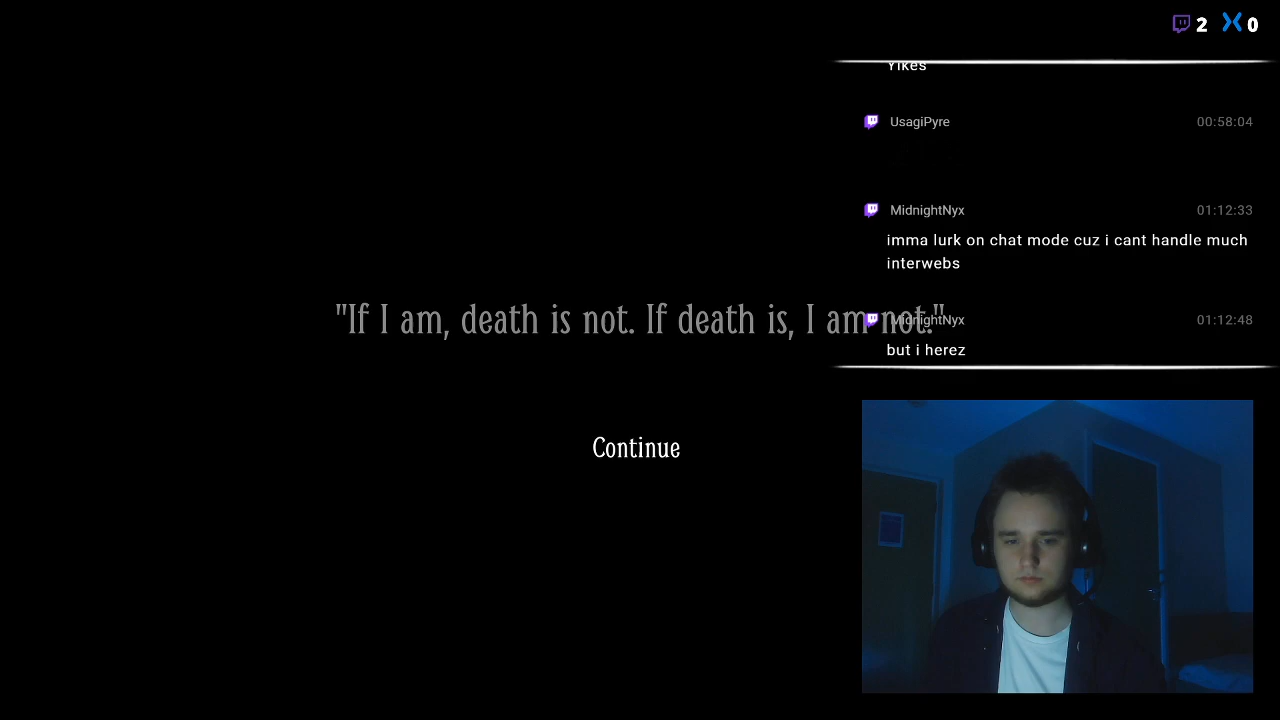 2 0
Yikes
UsagiPyre 00:58:04
MidnightNyx 01:12:33
imma lurk on chat mode cuz i cant handle much
interwebs
"If I am, death is not. If death is, I am not."
MidnightNyx 01:12:48
but i herez
Continue